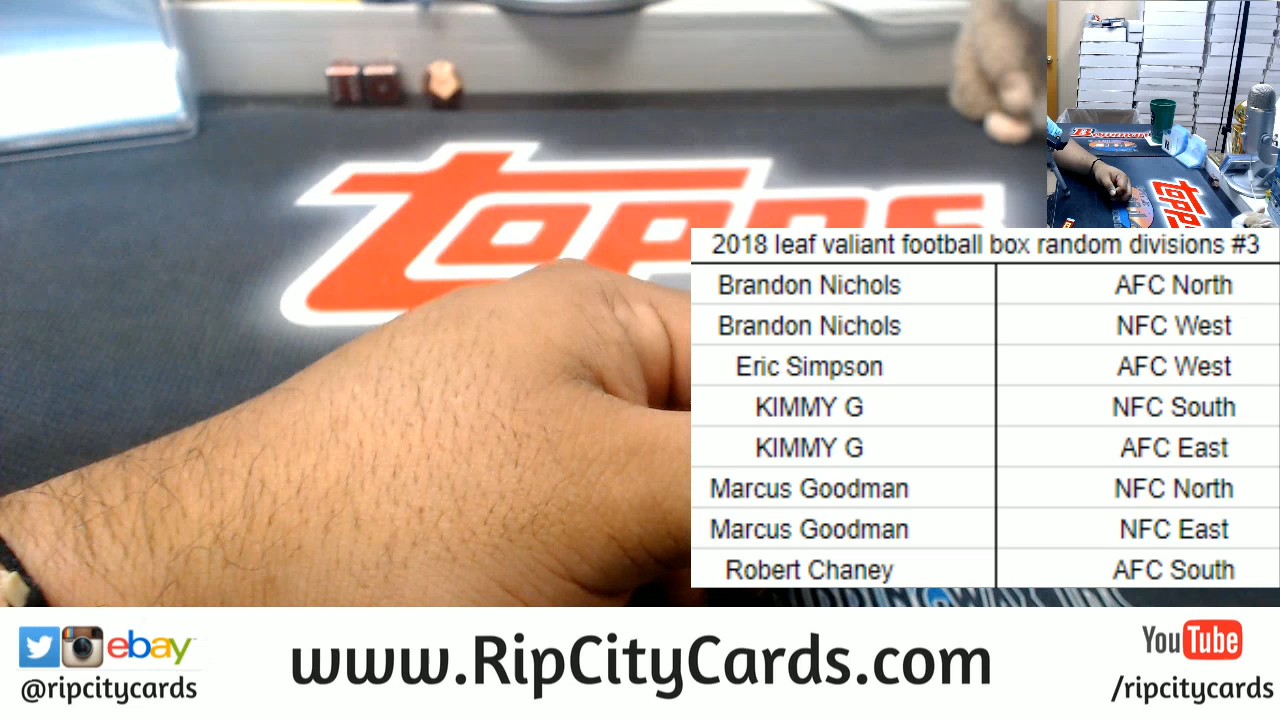 Topps
Topps
2018 leaf valiant football box random divisions #3
Brandon Nichols AFC North
Brandon Nichols NFC West
Eric Simpson AFC West
KIMMY G NFC South
KIMMY G AFC East
Marcus Goodman NFC North
Marcus Goodman NFC East
Robert Chaney AFC South
ebay
@ripcitycards
www.RipCityCards.com
YouTube
/ripcitycards